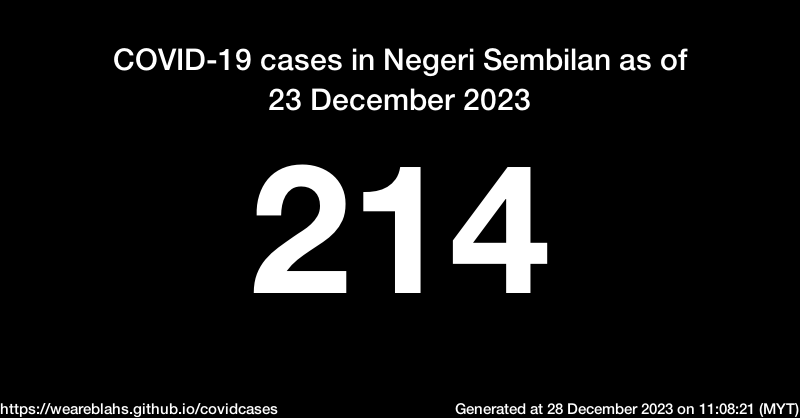 COVID-19 cases in Negeri Sembilan as of
23 December 2023
214
https://weareblahs.github.io/covidcases
Generated at 28 December 2023 on 11:08:21 (MYT)